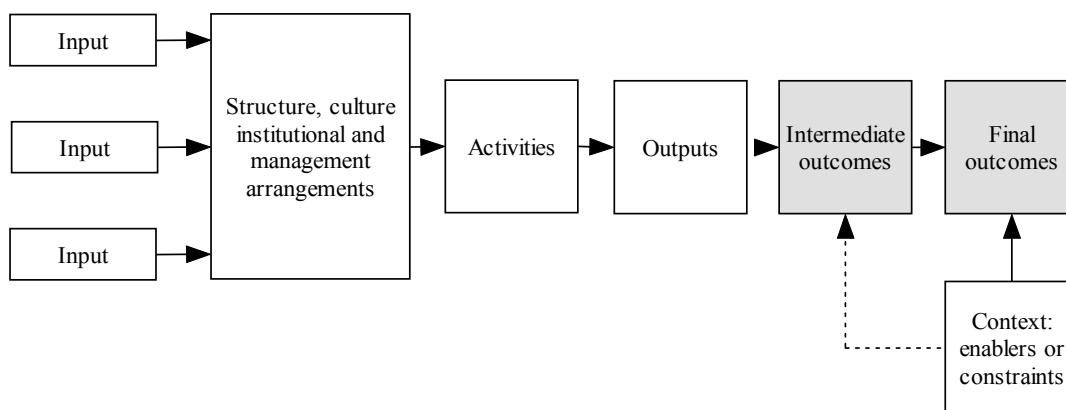 Input
Input
Input
Structure, culture
institutional and
management
arrangements
Activities
Outputs
Intermediate
outcomes
Final
outcomes
Context:
enablers or
constraints